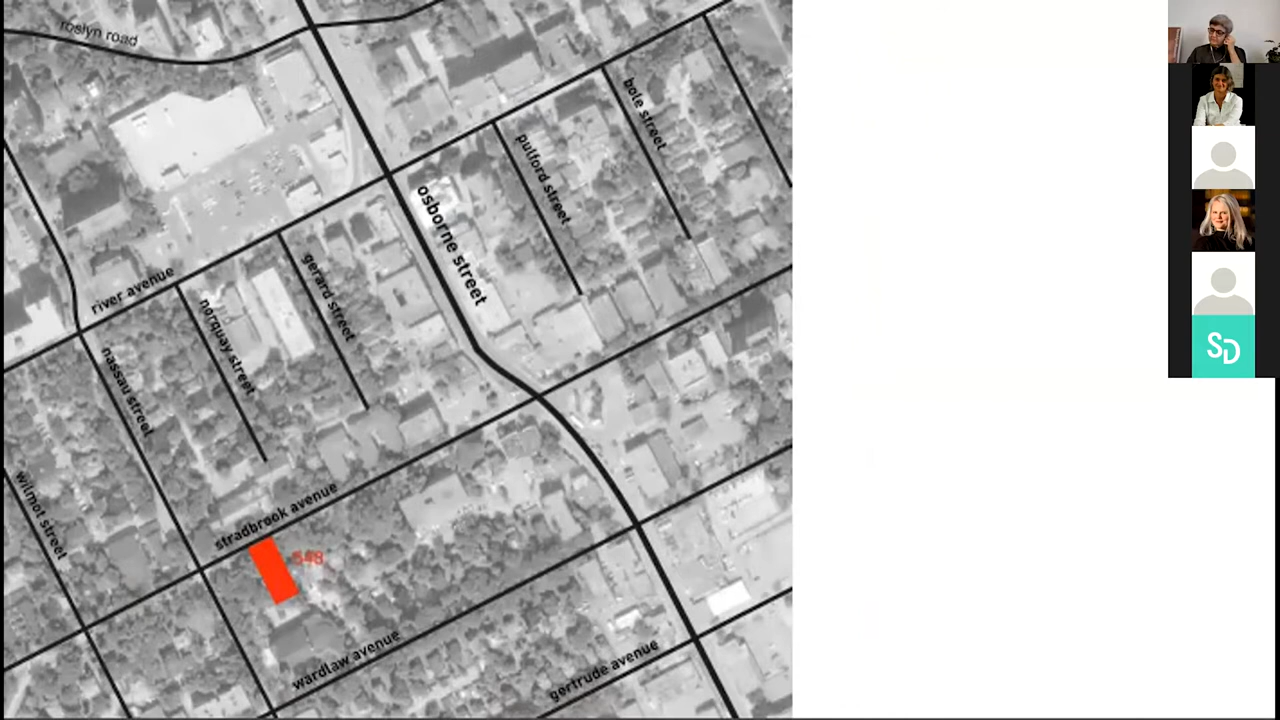 roslyn road
bole street
pulford street
osborne street
river avenue
gerard street
norquay street
nassau street
wilmot street
stradbrook avenue
548
wardlaw avenue
gertrude avenue
SD